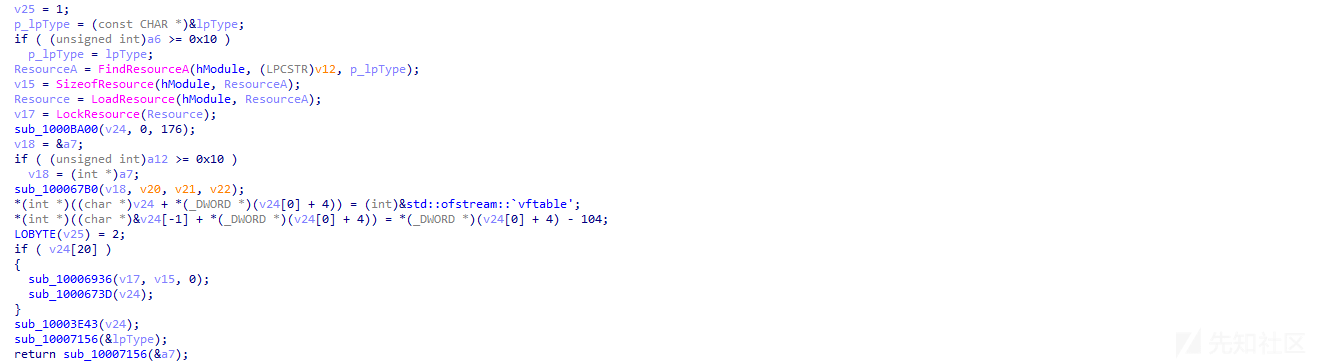 v25 = 1;
p_lpType = (const CHAR *)&lpType;
if ( (unsigned int)a6 >= 0x10 )
p_lpType = lpType;
ResourceA = FindResourceA(hModule, (LPCSTR)v12, p_lpType);
v15 = SizeofResource(hModule, ResourceA);
Resource = LoadResource(hModule, ResourceA);
v17 = LockResource(Resource);
sub_1000BA00(v24, 0, 176);
v18 = &a7;
if ( (unsigned int)a12 >= 0x10 )
v18 = (int *)a7;
sub_100067B0(v18, v20, v21, v22);
*(int *)((char *)v24 + *(_DWORD *)(v24[0] + 4)) = (int)&std::ofstream::`vftable';
*(int *)((char *)&v24[-1] + *(_DWORD *)(v24[0] + 4)) = *(_DWORD *)(v24[0] + 4) - 104;
LOBYTE(v25) = 2;
if ( v24[20] )
{
sub_10006936(v17, v15, 0);
sub_1000673D(v24);
}
sub_10003E43(v24);
sub_10007156(&lpType);
return sub_10007156(&a7);
先知社区